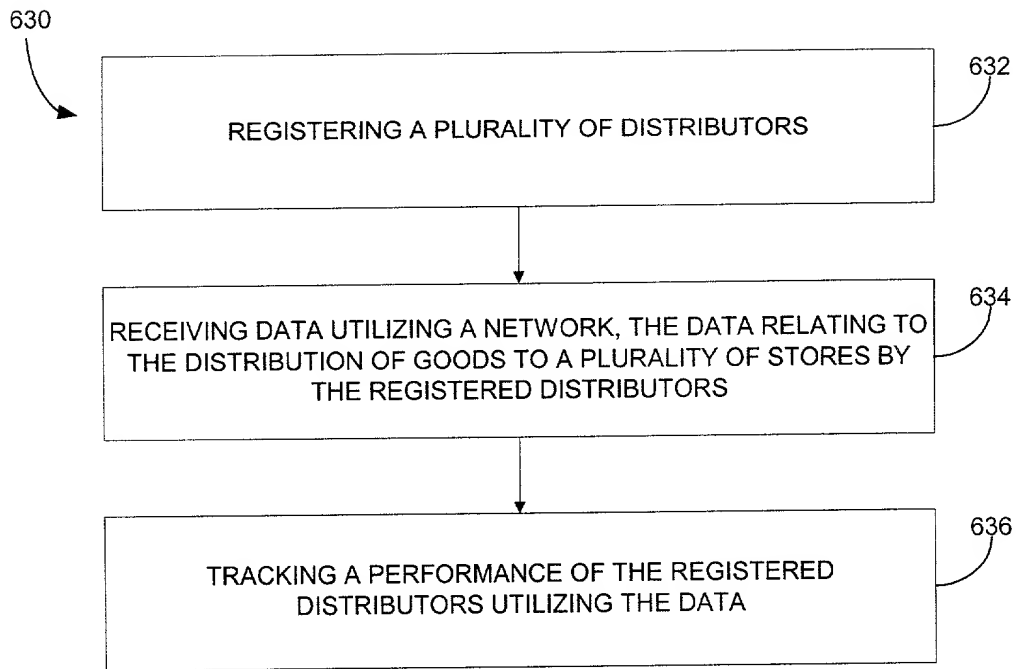 630
632
REGISTERING A PLURALITY OF DISTRIBUTORS
634
RECEIVING DATA UTILIZING A NETWORK, THE DATA RELATING TO
THE DISTRIBUTION OF GOODS TO A PLURALITY OF STORES BY
THE REGISTERED DISTRIBUTORS
636
TRACKING A PERFORMANCE OF THE REGISTERED
DISTRIBUTORS UTILIZING THE DATA